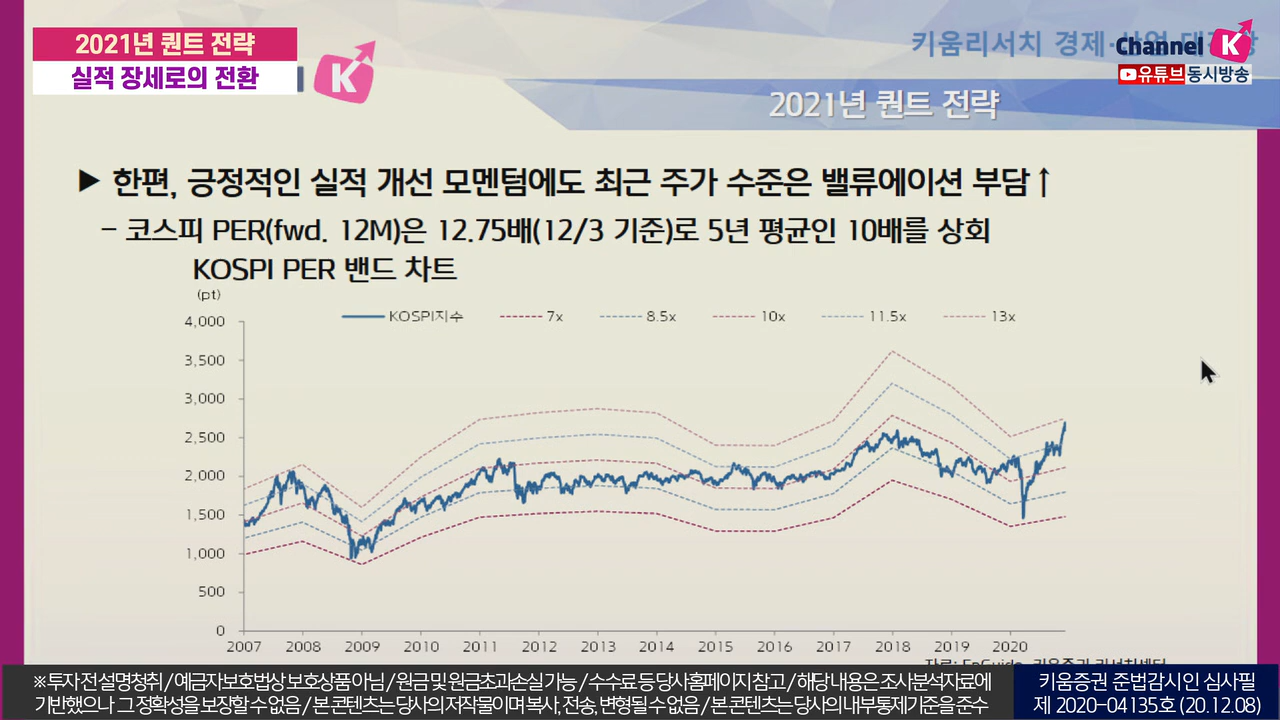 2021년 퀀트 전략
실적 장세로의 전환
K
키움리서치 경제·산업
Channel K
유튜브 동시방송
2021년 퀀트 전략
▶ 한편, 긍정적인 실적 개선 모멘텀에도 최근 주가 수준은 밸류에이션 부담↑
– 코스피 PER(fwd. 12M)은 12.75배(12/3 기준)로 5년 평균인 10배를 상회
KOSPI PER 밴드 차트
(pt)
KOSPI지수 7x 8.5x 10x 11.5x 13x
4,000
3,500
3,000
2,500
2,000
1,500
1,000
500
0
2007 2008 2009 2010 2011 2012 2013 2014 2015 2016 2017 2018 2019 2020
자료: FnGuide, 키움증권 리서치센터
※ 투자 전 설명청취 / 예금자보호법상 보호상품 아님 / 원금 및 원금초과손실 가능 / 수수료 등 당사홈페이지 참고 / 해당 내용은 조사분석자료에
기반했으나 그 정확성을 보장할 수 없음 / 본 콘텐츠는 당사의 저작물이며 복사, 전송, 변형될 수 없음 / 본 콘텐츠는 당사의 내부통제기준을 준수
키움증권 준법감시인 심사필
제 2020-04135호 (20.12.08)